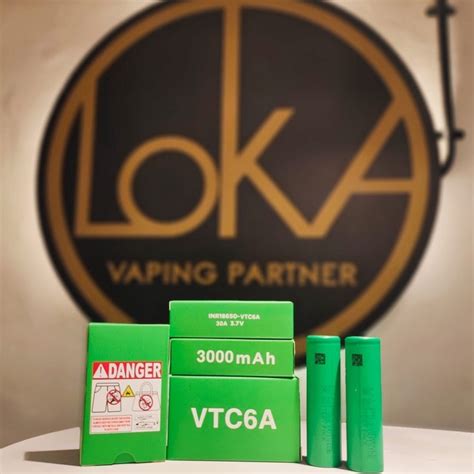 LOKA
VAPING PARTNER
DANGER
INR18650-VTC6A
30A 3.7V
3000mAh
VTC6A